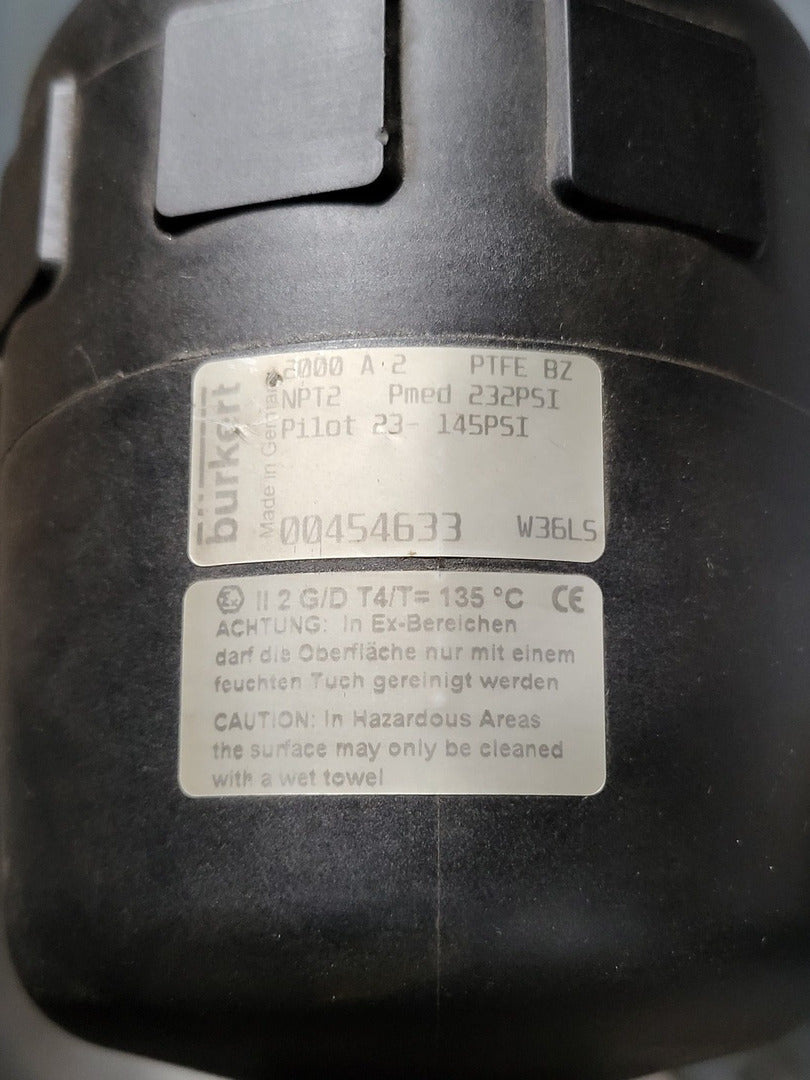 bürkert
Made in Germany
2000 A 2 PTFE BZ
NPT2 Pmed 232PSI
Pilot 23- 145PSI
00454633 W36LS
Ex II 2 G/D T4/T= 135 °C CE
ACHTUNG: In Ex-Bereichen
darf die Oberfläche nur mit einem
feuchten Tuch gereinigt werden
CAUTION: In Hazardous Areas
the surface may only be cleaned
with a wet towel